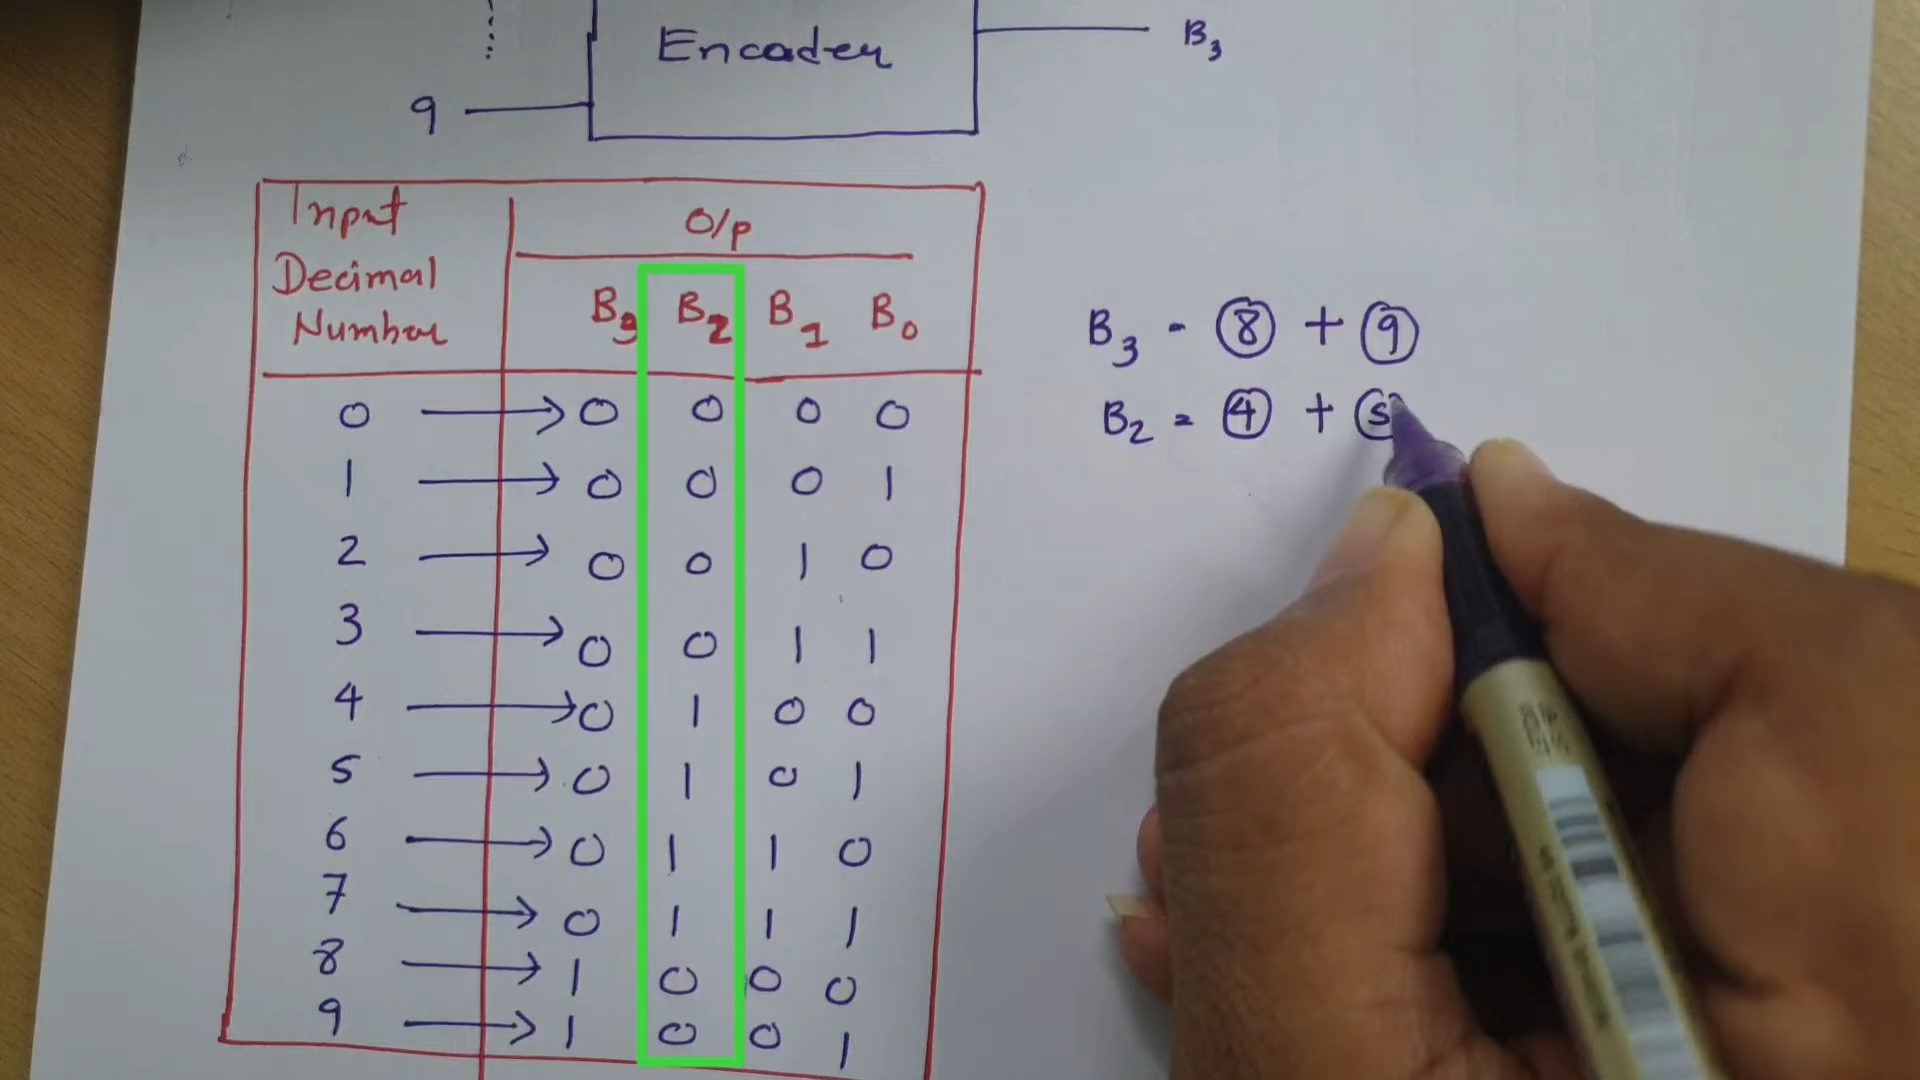 Encoder
B3
9
Input Decimal Number
O/p
B3 B2 B1 B0
0 → 0 0 0 0
1 → 0 0 0 1
2 → 0 0 1 0
3 → 0 0 1 1
4 → 0 1 0 0
5 → 0 1 0 1
6 → 0 1 1 0
7 → 0 1 1 1
8 → 1 0 0 0
9 → 1 0 0 1
B3 - 8 + 9
B2 = 4 + 5